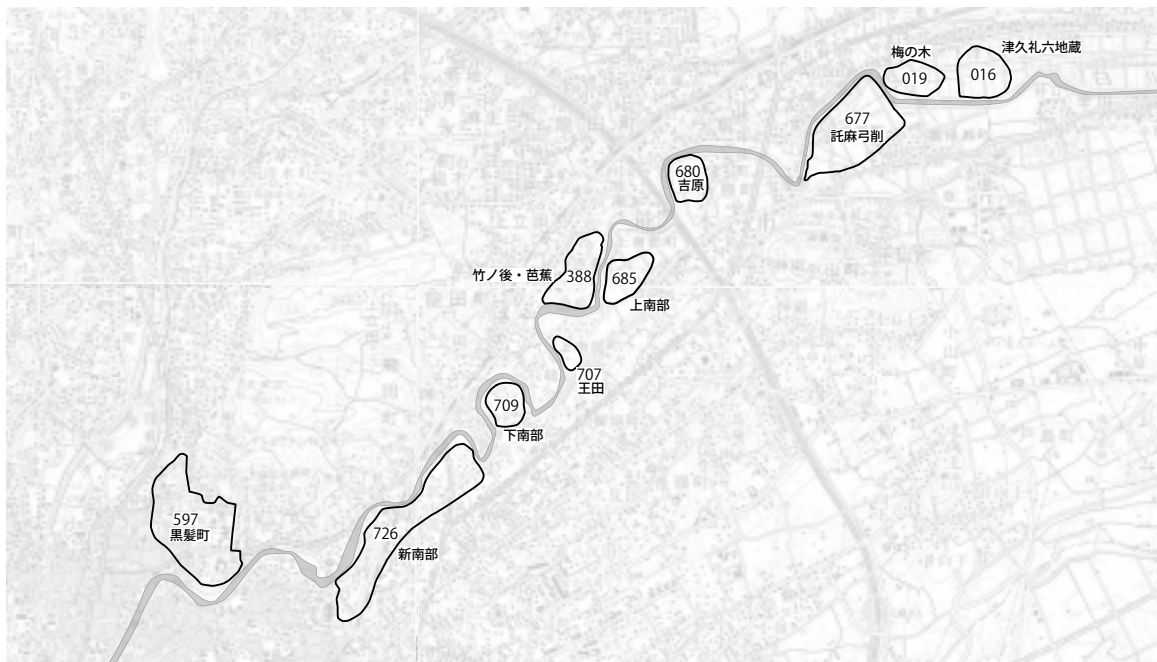 津久礼六地蔵
016
梅の木
019
677
託麻弓削
680
吉原
竹ノ後・芭蕉
388
685
上南部
707
王田
709
下南部
597
黒髪町
726
新南部